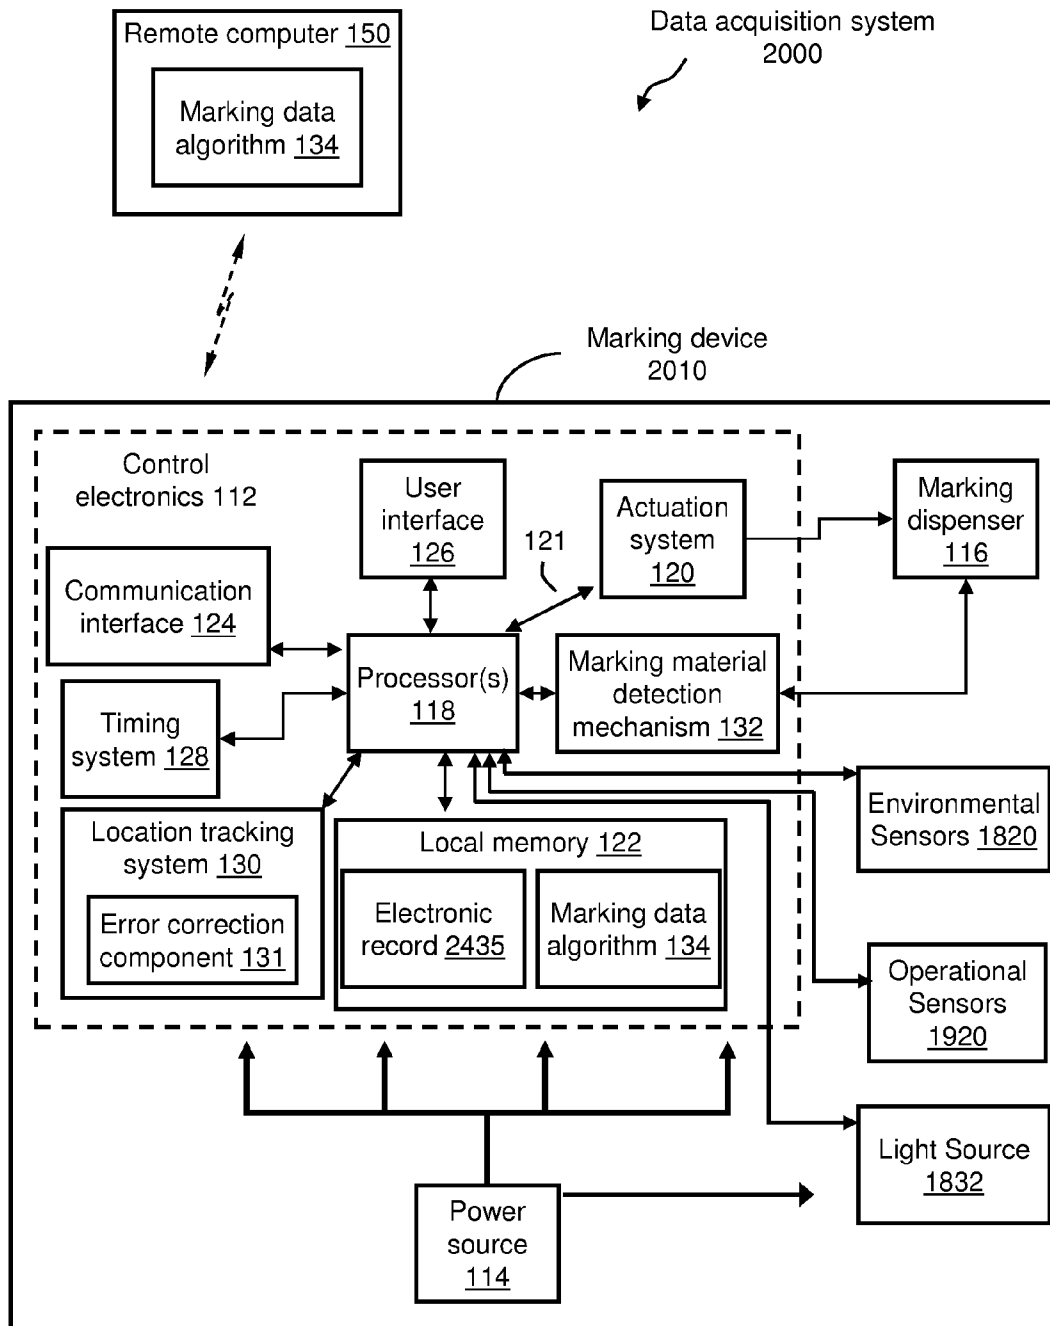 Remote computer 150
Marking data
algorithm 134
Data acquisition system
2000
Marking device
2010
Control
electronics 112
User
interface
126
Actuation
system
120
Marking
dispenser
116
121
Communication
interface 124
Processor(s)
118
Marking material
detection
mechanism 132
Timing
system 128
Environmental
Sensors 1820
Location tracking
system 130
Error correction
component 131
Local memory 122
Electronic
record 2435
Marking data
algorithm 134
Operational
Sensors
1920
Light Source
1832
Power
source
114